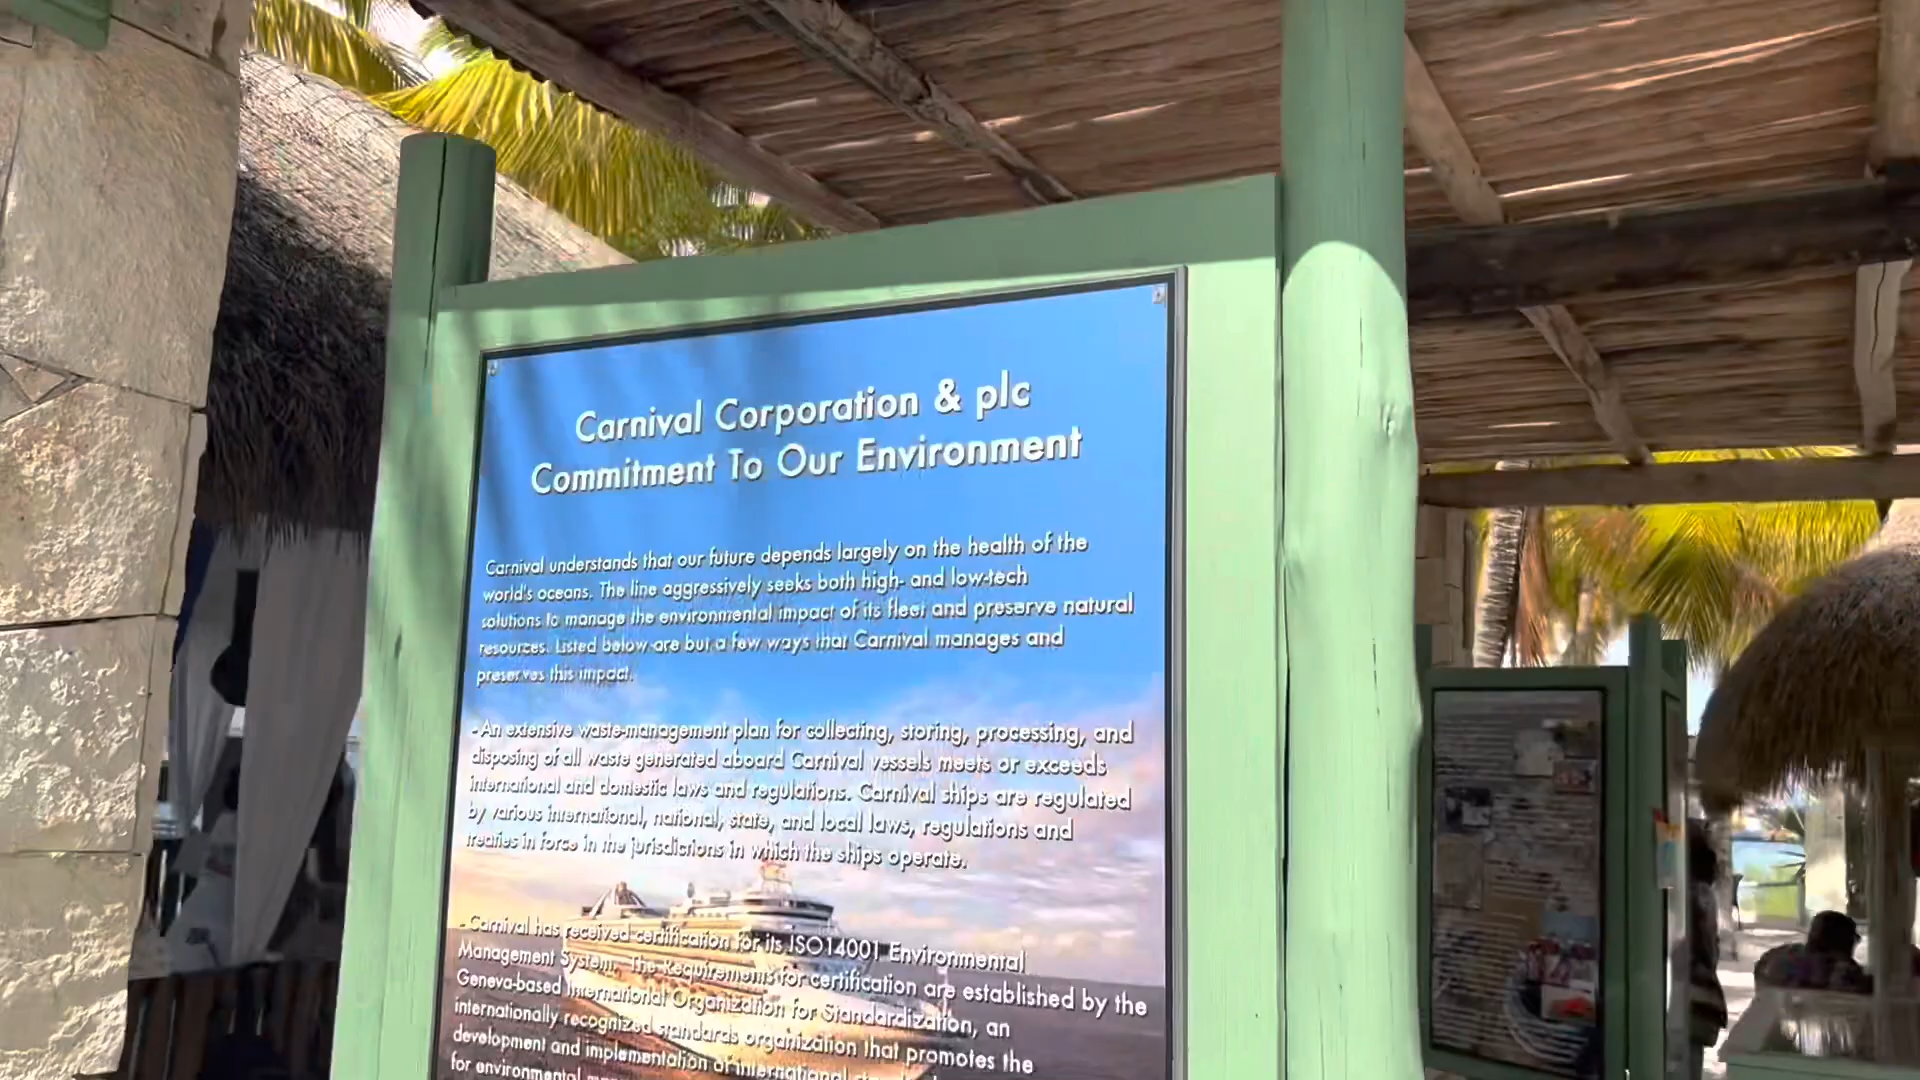 Carnival Corporation & plc
Commitment To Our Environment
Carnival understands that our future depends largely on the health of the
world's oceans. The line aggressively seeks both high- and low-tech
solutions to manage the environmental impact of its fleet and preserve natural
resources. Listed below are but a few ways that Carnival manages and
preserves this impact.
- An extensive waste-management plan for collecting, storing, processing, and
disposing of all waste generated aboard Carnival vessels meets or exceeds
international and domestic laws and regulations. Carnival ships are regulated
by various international, national, state, and local laws, regulations and
treaties in force in the jurisdictions in which the ships operate.
- Carnival has received certification for its ISO14001 Environmental
Management System. The Requirements for certification are established by the
Geneva-based International Organization for Standardization, an
internationally recognized standards organization that promotes the
development and implementation of international
for environmental